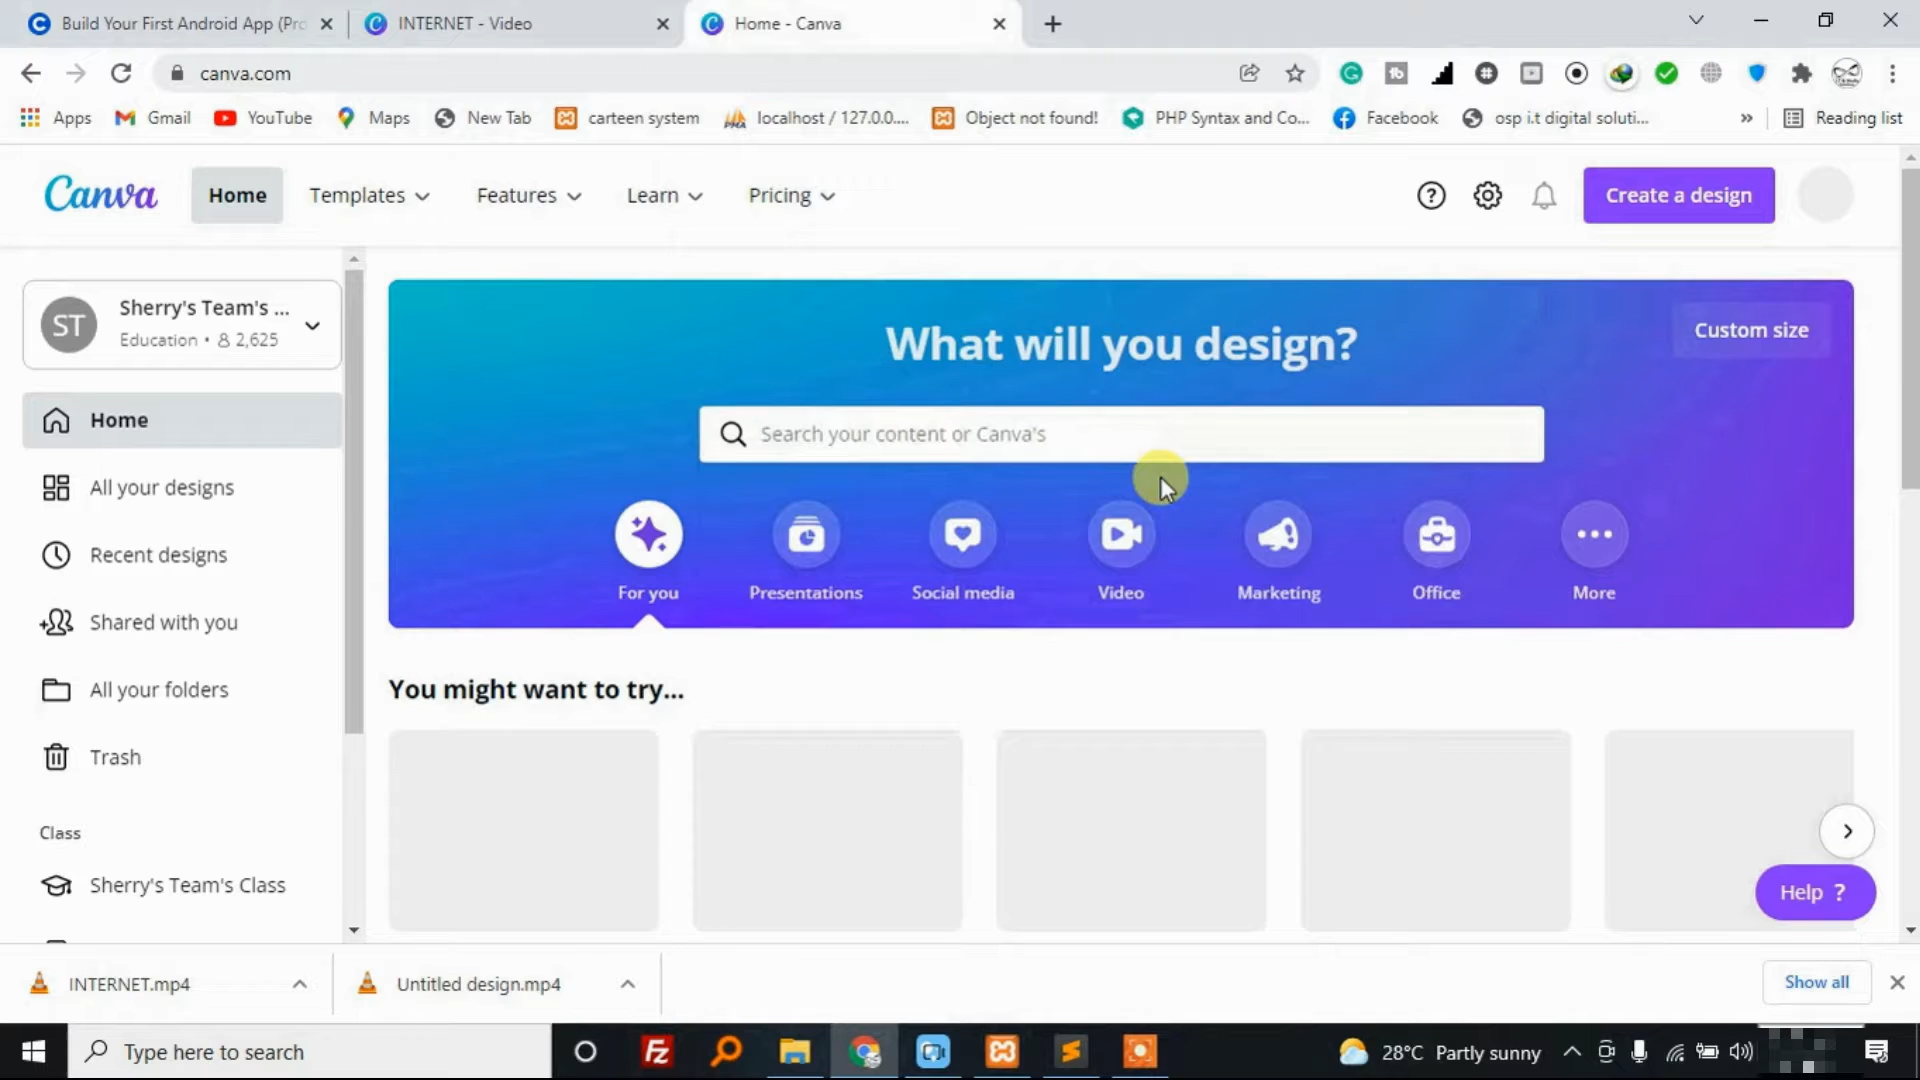 Build Your First Android App (Pro
INTERNET - Video
Home - Canva
canva.com
Apps
Gmail
YouTube
Maps
New Tab
carteen system
localhost / 127.0.0....
Object not found!
PHP Syntax and Co...
Facebook
osp i.t digital soluti...
»
Reading list
Canva
Home
Templates
Features
Learn
Pricing
Create a design
ST
Sherry's Team's ...
Education • 2,625
Home
All your designs
Recent designs
Shared with you
All your folders
Trash
Class
Sherry's Team's Class
What will you design?
Custom size
Search your content or Canva's
For you
Presentations
Social media
Video
Marketing
Office
More
You might want to try...
Help ?
INTERNET.mp4
Untitled design.mp4
Show all
Type here to search
Fz
28°C Partly sunny